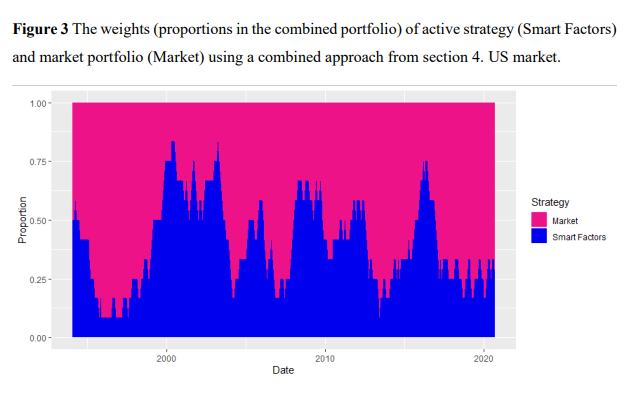 Figure 3 The weights (proportions in the combined portfolio) of active strategy (Smart Factors)
and market portfolio (Market) using a combined approach from section 4. US market.
1.00
0.75
0.50
0.25
0.00
Proportion
2000
2010
2020
Date
Strategy
Market
Smart Factors